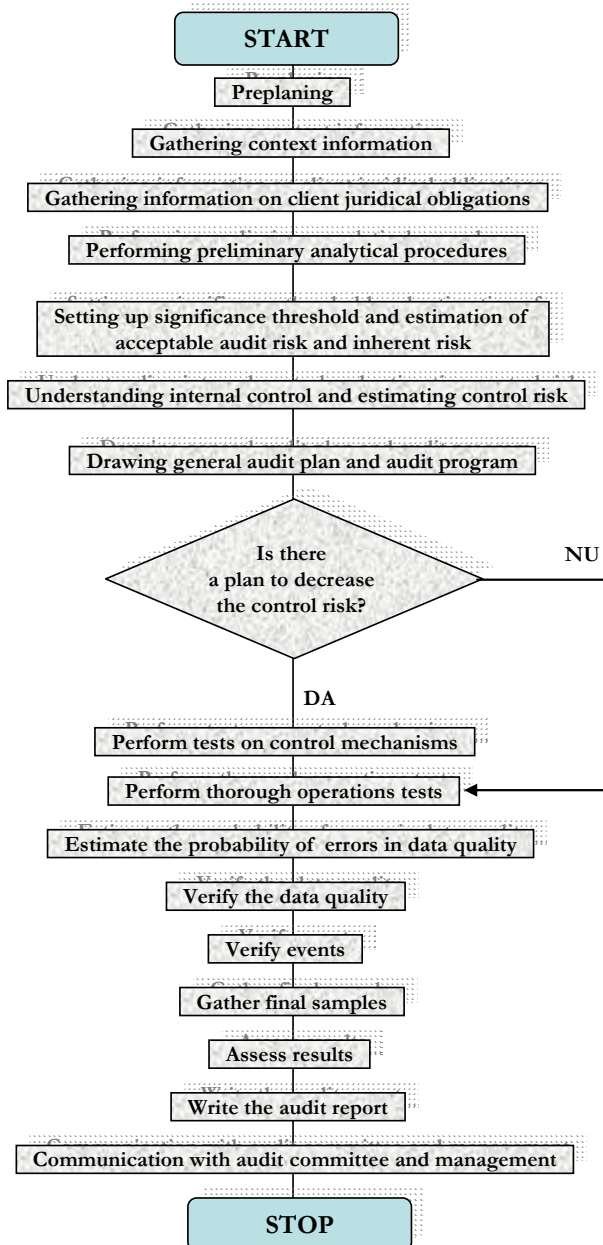 START
Preplaning
Gathering context information
Gathering information on client juridical obligations
Performing preliminary analytical procedures
Setting up significance threshold and estimation of
acceptable audit risk and inherent risk
Understanding internal control and estimating control risk
Drawing general audit plan and audit program
Is there
a plan to decrease
the control risk?
NU
DA
Perform tests on control mechanisms
Perform thorough operations tests
Estimate the probability of errors in data quality
Verify the data quality
Verify events
Gather final samples
Assess results
Write the audit report
Communication with audit committee and management
STOP